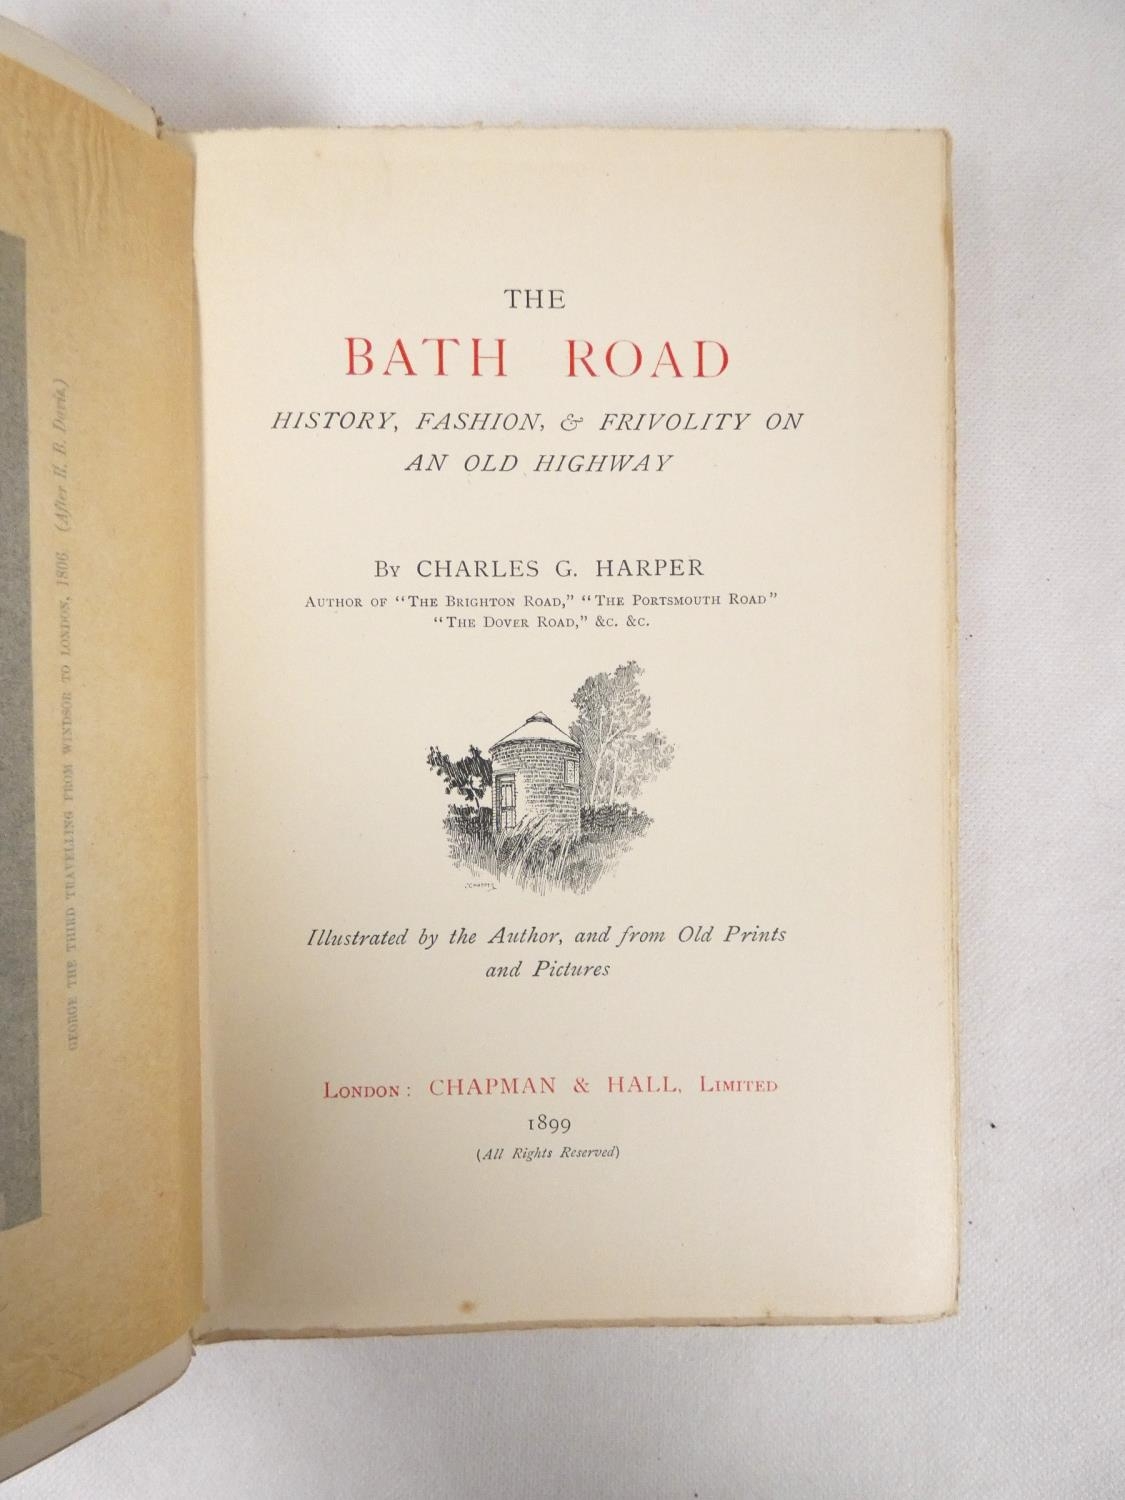 GEORGE THE THIRD TRAVELLING FROM WINDSOR TO LONDON, 1806. (After R. B. Davis.)
THE
BATH ROAD
HISTORY, FASHION, & FRIVOLITY ON
AN OLD HIGHWAY
By CHARLES G. HARPER
Author of "The Brighton Road," "The Portsmouth Road"
"The Dover Road," &c. &c.
Illustrated by the Author, and from Old Prints
and Pictures
London: CHAPMAN & HALL, Limited
1899
(All Rights Reserved)